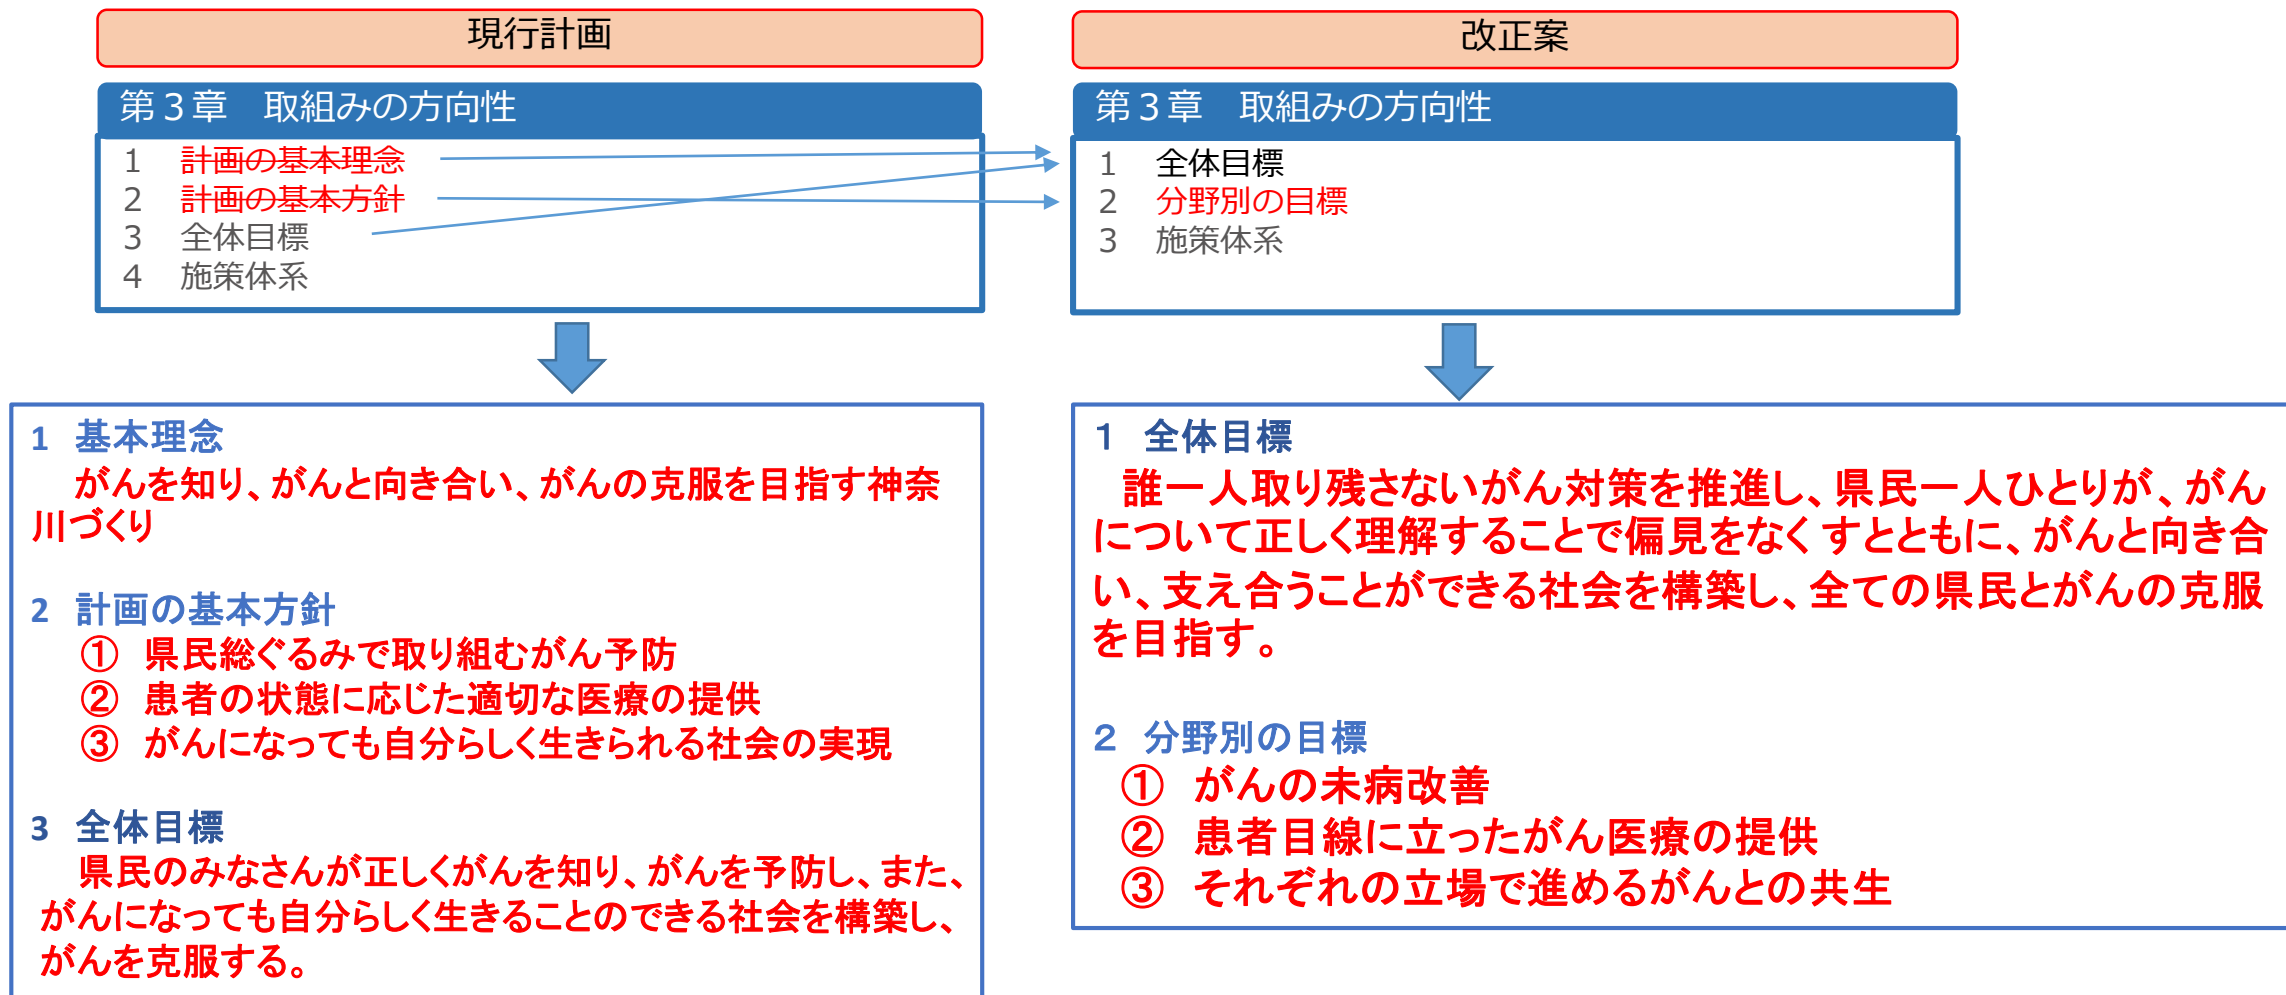 現行計画
第３章　取組みの方向性
１　計画の基本理念
２　計画の基本方針
３　全体目標
４　施策体系
1　基本理念
がんを知り、がんと向き合い、がんの克服を目指す神奈
川づくり
2　計画の基本方針
①　県民総ぐるみで取り組むがん予防
②　患者の状態に応じた適切な医療の提供
③　がんになっても自分らしく生きられる社会の実現
3　全体目標
県民のみなさんが正しくがんを知り、がんを予防し、また、
がんになっても自分らしく生きることのできる社会を構築し、
がんを克服する。
改正案
第３章　取組みの方向性
１　全体目標
２　分野別の目標
３　施策体系
１　全体目標
誰一人取り残さないがん対策を推進し、県民一人ひとりが、がん
について正しく理解することで偏見をなくすとともに、がんと向き合
い、支え合うことができる社会を構築し、全ての県民とがんの克服
を目指す。
２　分野別の目標
①　がんの未病改善
②　患者目線に立ったがん医療の提供
③　それぞれの立場で進めるがんとの共生